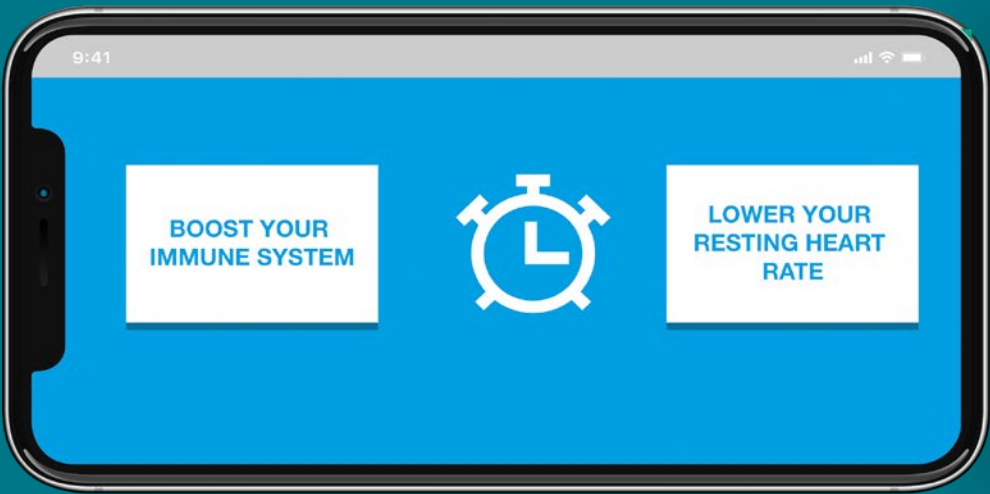 9:41
BOOST YOUR
IMMUNE SYSTEM
LOWER YOUR
RESTING HEART
RATE